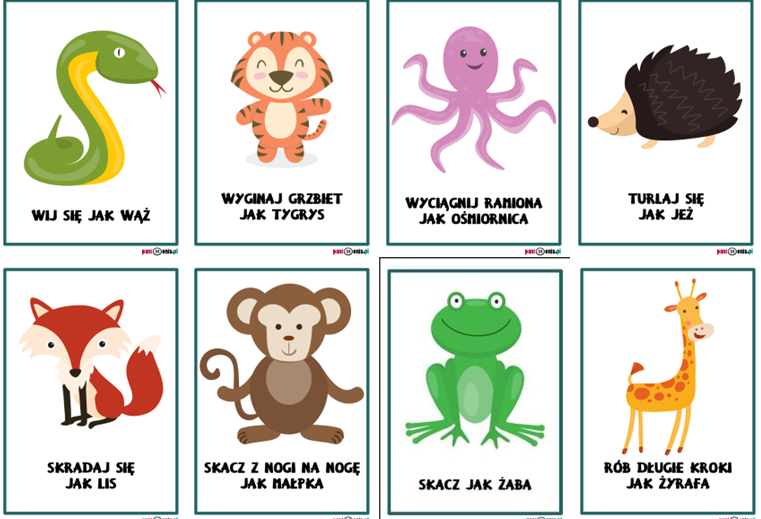 WIJ SIĘ JAK WĄŻ
WYGINAJ GRZBIET
JAK TYGRYS
WYCIĄGNIJ RAMIONA
JAK OŚMIORNICA
TURLAJ SIĘ
JAK JEŻ
SKRADAJ SIĘ
JAK LIS
SKACZ Z NOGI NA NOGĘ
JAK MAŁPKA
SKACZ JAK ŻABA
RÓB DŁUGIE KROKI
JAK ŻYRAFA